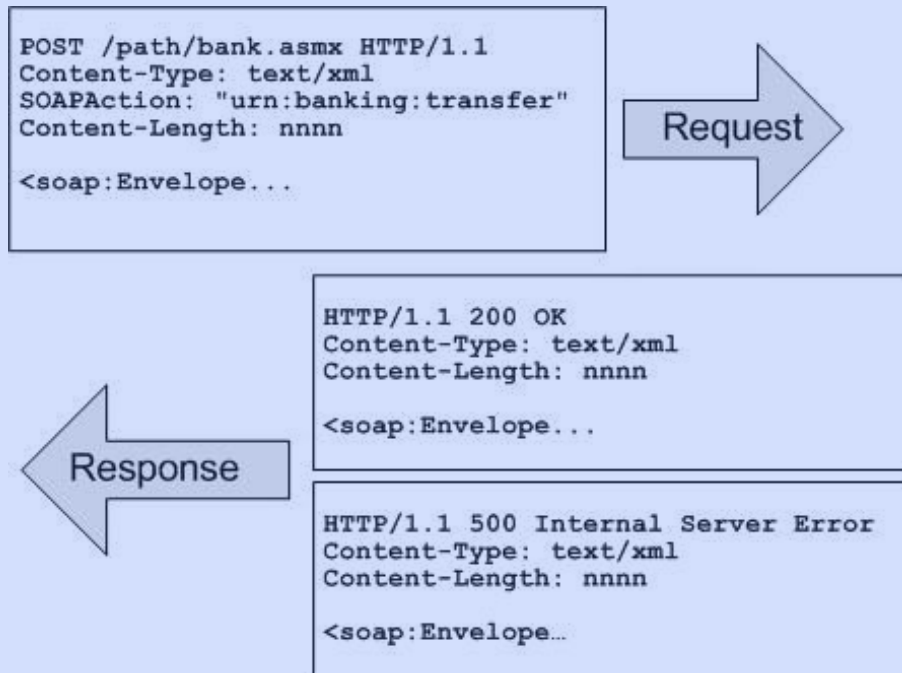 POST /path/bank.asmx HTTP/1.1
Content-Type: text/xml
SOAPAction: "urn:banking:transfer"
Content-Length: nnnn
<soap:Envelope...
Request
HTTP/1.1 200 OK
Content-Type: text/xml
Content-Length: nnnn
<soap:Envelope...
Response
HTTP/1.1 500 Internal Server Error
Content-Type: text/xml
Content-Length: nnnn
<soap:Envelope…